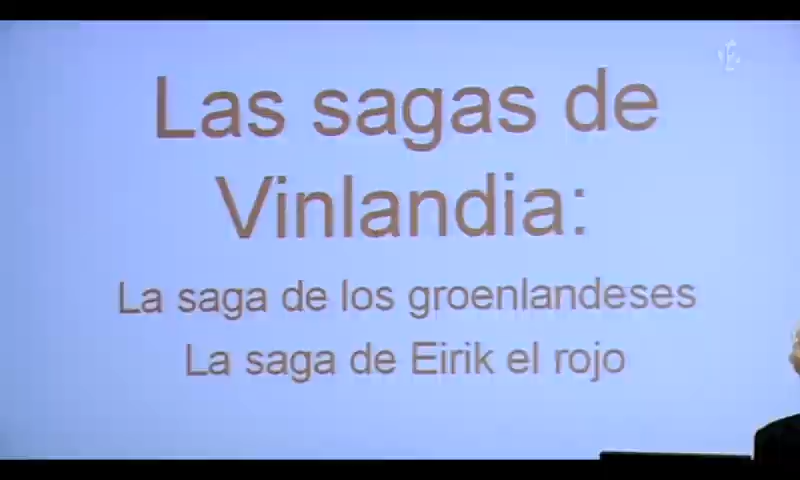 Las sagas de
Vinlandia:
La saga de los groenlandeses
La saga de Eirik el rojo